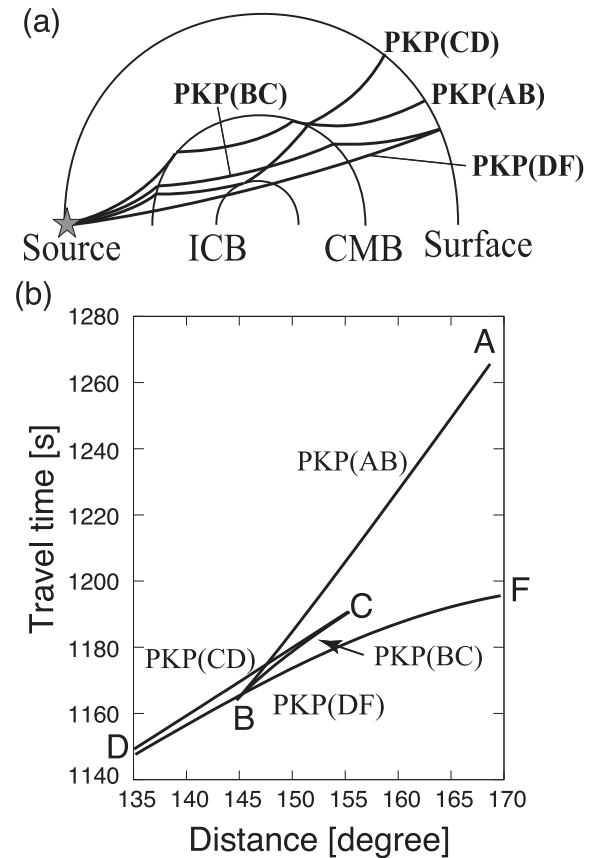 (a)
PKP(CD)
PKP(BC)
PKP(AB)
PKP(DF)
Source
ICB
CMB
Surface
(b)
1280
1260
1240
1220
1200
1180
1160
1140
Travel time [s]
A
PKP(AB)
C
F
PKP(CD)
PKP(BC)
PKP(DF)
B
D
135 140 145 150 155 160 165 170
Distance [degree]